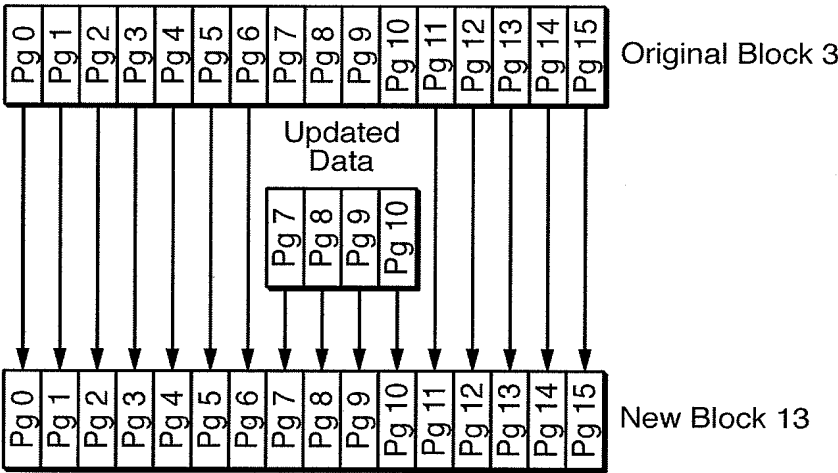 Pg 0 Pg 1 Pg 2 Pg 3 Pg 4 Pg 5 Pg 6 Pg 7 Pg 8 Pg 9 Pg 10 Pg 11 Pg 12 Pg 13 Pg 14 Pg 15 Original Block 3
Updated
Data
Pg 7 Pg 8 Pg 9 Pg 10
Pg 0 Pg 1 Pg 2 Pg 3 Pg 4 Pg 5 Pg 6 Pg 7 Pg 8 Pg 9 Pg 10 Pg 11 Pg 12 Pg 13 Pg 14 Pg 15 New Block 13